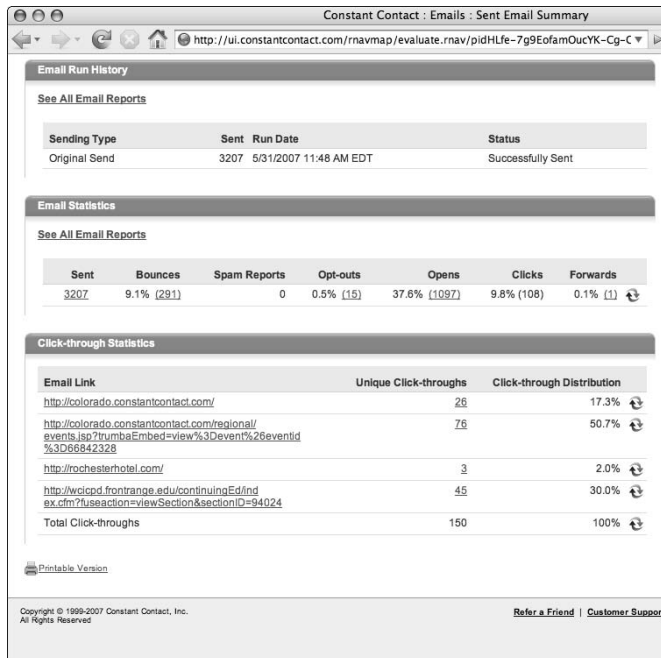 Constant Contact : Emails : Sent Email Summary
http://ui.constantcontact.com/rnavmap/evaluate.rnav/pidHLfe-7g9EofamOucYK-Cg-C
Email Run History
See All Email Reports
Sending Type Sent Run Date Status
Original Send 3207 5/31/2007 11:48 AM EDT Successfully Sent
Email Statistics
See All Email Reports
Sent Bounces Spam Reports Opt-outs Opens Clicks Forwards
3207 9.1% (291) 0 0.5% (15) 37.6% (1097) 9.8% (108) 0.1% (1)
Click-through Statistics
Email Link Unique Click-throughs Click-through Distribution
http://colorado.constantcontact.com/ 26 17.3%
http://colorado.constantcontact.com/regional/
events.jsp?trumbaEmbed=view%3Devent%26eventid 76 50.7%
%3D66842328
http://rochesterhotel.com/ 3 2.0%
http://wcicpd.frontrange.edu/continuingEd/ind 45 30.0%
ex.cfm?fuseaction=viewSection&sectionID=94024
Total Click-throughs 150 100%
Printable Version
Copyright © 1999-2007 Constant Contact, Inc. Refer a Friend | Customer Suppor
All Rights Reserved